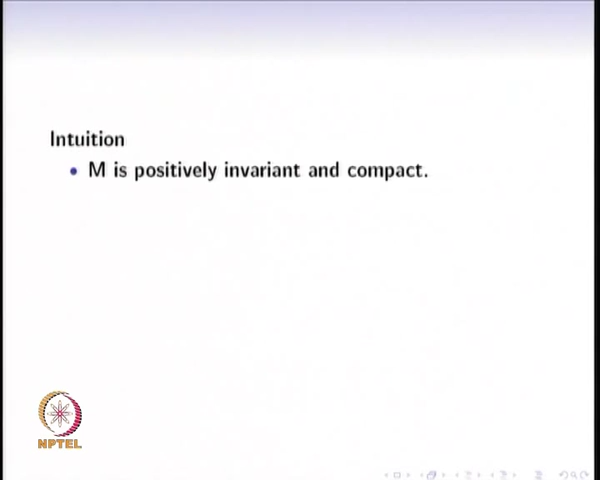 Intuition
• M is positively invariant and compact.
NPTEL